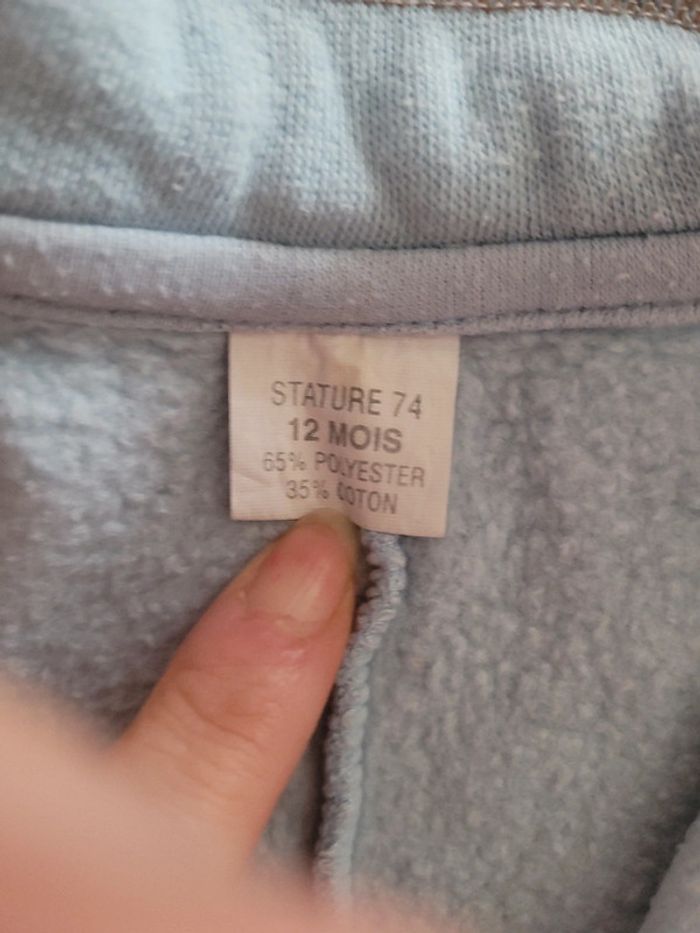 STATURE 74
12 MOIS
65% POLYESTER
35% COTON